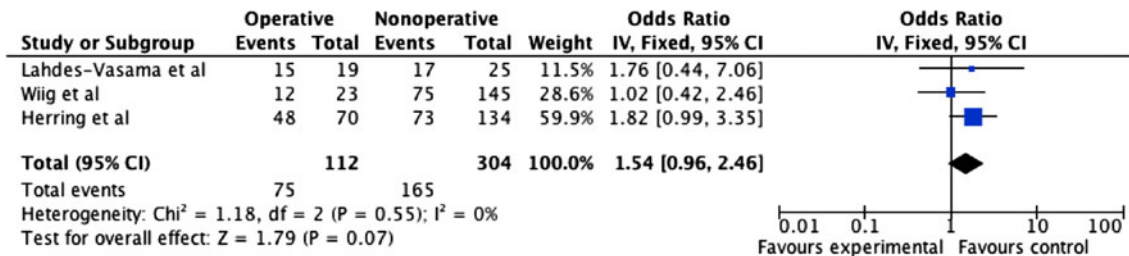 Operative Nonoperative Odds Ratio Odds Ratio
Study or Subgroup Events Total Events Total Weight IV, Fixed, 95% CI IV, Fixed, 95% CI
Lahdes-Vasama et al 15 19 17 25 11.5% 1.76 [0.44, 7.06]
Wiig et al 12 23 75 145 28.6% 1.02 [0.42, 2.46]
Herring et al 48 70 73 134 59.9% 1.82 [0.99, 3.35]
Total (95% CI) 112 304 100.0% 1.54 [0.96, 2.46]
Total events 75 165
Heterogeneity: Chi² = 1.18, df = 2 (P = 0.55); I² = 0%
Test for overall effect: Z = 1.79 (P = 0.07)
0.01 0.1 1 10 100
Favours experimental Favours control